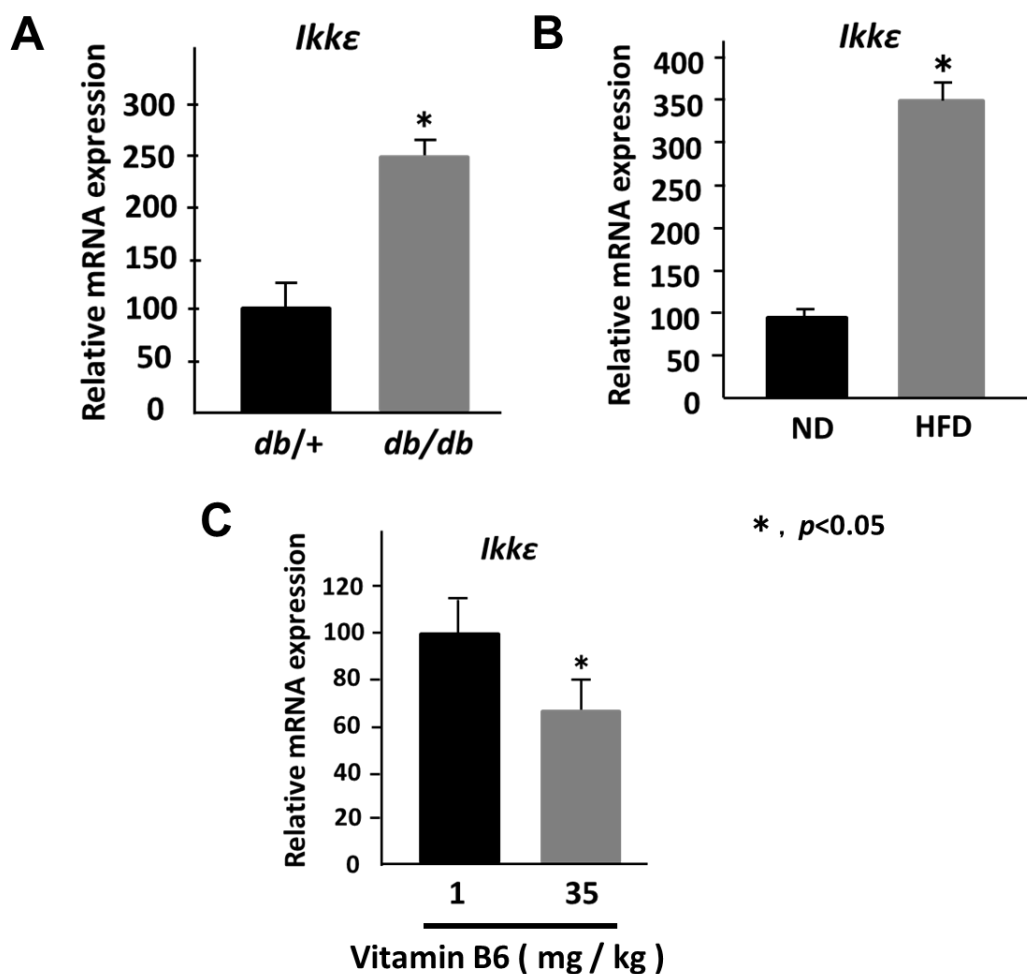 A
Ikkε
Relative mRNA expression
300
250
200
150
100
50
0
*
db/+ db/db
B
Ikkε
Relative mRNA expression
400
350
300
250
200
150
100
50
0
*
ND HFD
C
Ikkε
Relative mRNA expression
120
100
80
60
40
20
0
*
1 35
Vitamin B6 ( mg / kg )
* , p<0.05